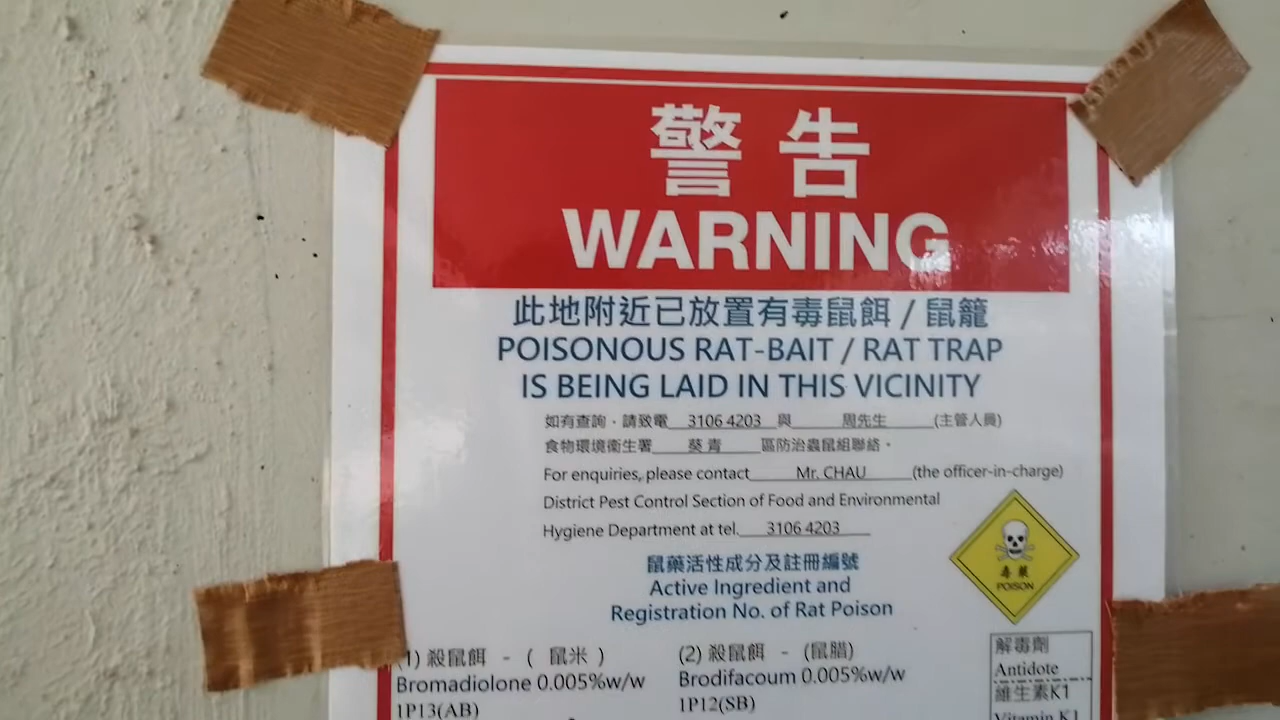 警告
WARNING
此地附近已放置有毒鼠餌 / 鼠籠
POISONOUS RAT-BAIT / RAT TRAP
IS BEING LAID IN THIS VICINITY
如有查詢，請致電 3106 4203 與 周先生 (主管人員)
食物環境衞生署 葵青 區防治蟲鼠組聯絡。
For enquiries, please contact Mr. CHAU (the officer-in-charge)
District Pest Control Section of Food and Environmental
Hygiene Department at tel. 3106 4203
毒藥
POISON
鼠藥活性成分及註冊編號
Active Ingredient and
Registration No. of Rat Poison
(1) 殺鼠餌 - ( 鼠米 )
Bromadiolone 0.005%w/w
1P13(AB)
(2) 殺鼠餌 - (鼠腊)
Brodifacoum 0.005%w/w
1P12(SB)
解毒劑
Antidote
維生素K1
Vitamin K1